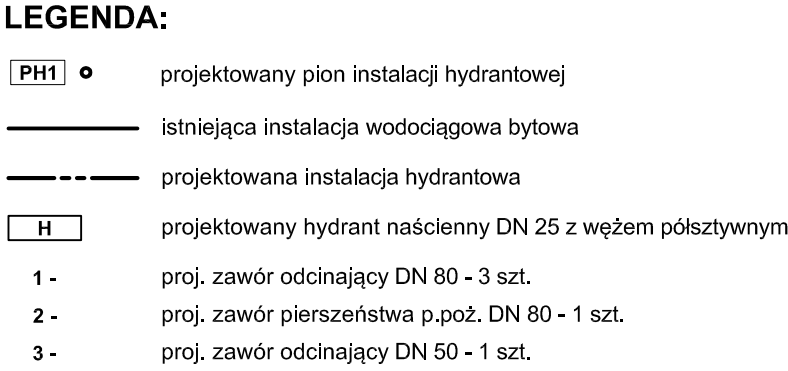 LEGENDA:
PH1 projektowany pion instalacji hydrantowej
istniejąca instalacja wodociągowa bytowa
projektowana instalacja hydrantowa
H projektowany hydrant naścienny DN 25 z wężem półsztywnym
1 - proj. zawór odcinający DN 80 - 3 szt.
2 - proj. zawór pierszeństwa p.poż. DN 80 - 1 szt.
3 - proj. zawór odcinający DN 50 - 1 szt.